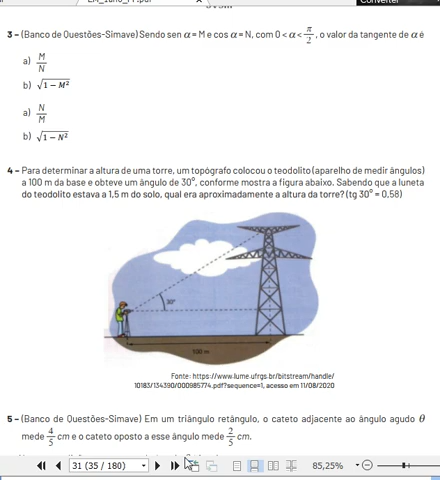 3 - (Banco de Questões-Simave) Sendo sen α = M e cos α = N, com 0 < α < π/2, o valor da tangente de α é
a) M/N
b) √1 − M²
a) N/M
b) √1 − N²
4 - Para determinar a altura de uma torre, um topógrafo colocou o teodolito (aparelho de medir ângulos)
a 100 m da base e obteve um ângulo de 30°, conforme mostra a figura abaixo. Sabendo que a luneta
do teodolito estava a 1,5 m do solo, qual era aproximadamente a altura da torre? (tg 30° = 0,58)
30°
100 m
Fonte: https://www.lume.ufrgs.br/bitstream/handle/
10183/134390/000985774.pdf?sequence=1, acesso em 11/08/2020
5 - (Banco de Questões-Simave) Em um triângulo retângulo, o cateto adjacente ao ângulo agudo θ
mede 4/5 cm e o cateto oposto a esse ângulo mede 2/5 cm.
31 (35 / 180)
85,25%